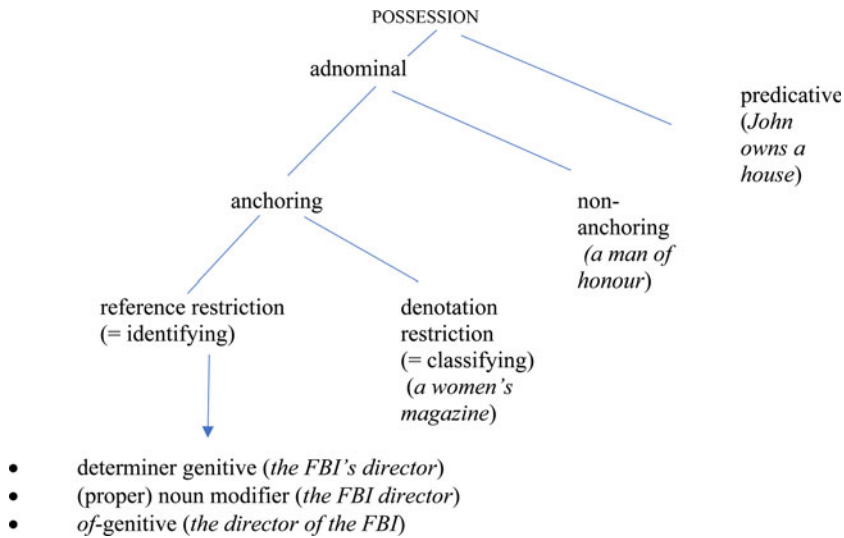 POSSESSION
adnominal
predicative
(John
owns a
house)
anchoring
non-
anchoring
(a man of
honour)
reference restriction
(= identifying)
denotation
restriction
(= classifying)
(a women's
magazine)
• determiner genitive (the FBI's director)
• (proper) noun modifier (the FBI director)
• of-genitive (the director of the FBI)